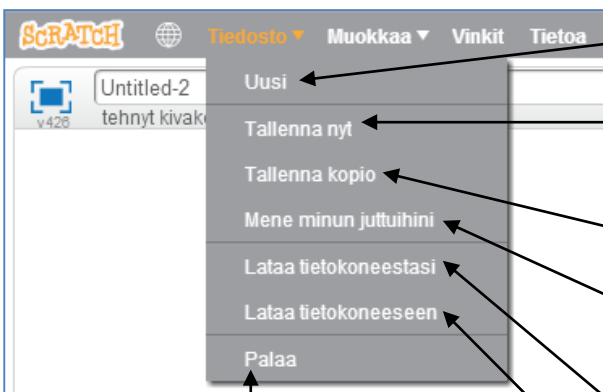 SCRATCH Tiedosto Muokkaa Vinkit Tietoa
Untitled-2
v426
tehnyt kivak
Uusi
Tallenna nyt
Tallenna kopio
Mene minun juttuihini
Lataa tietokoneestasi
Lataa tietokoneeseen
Palaa